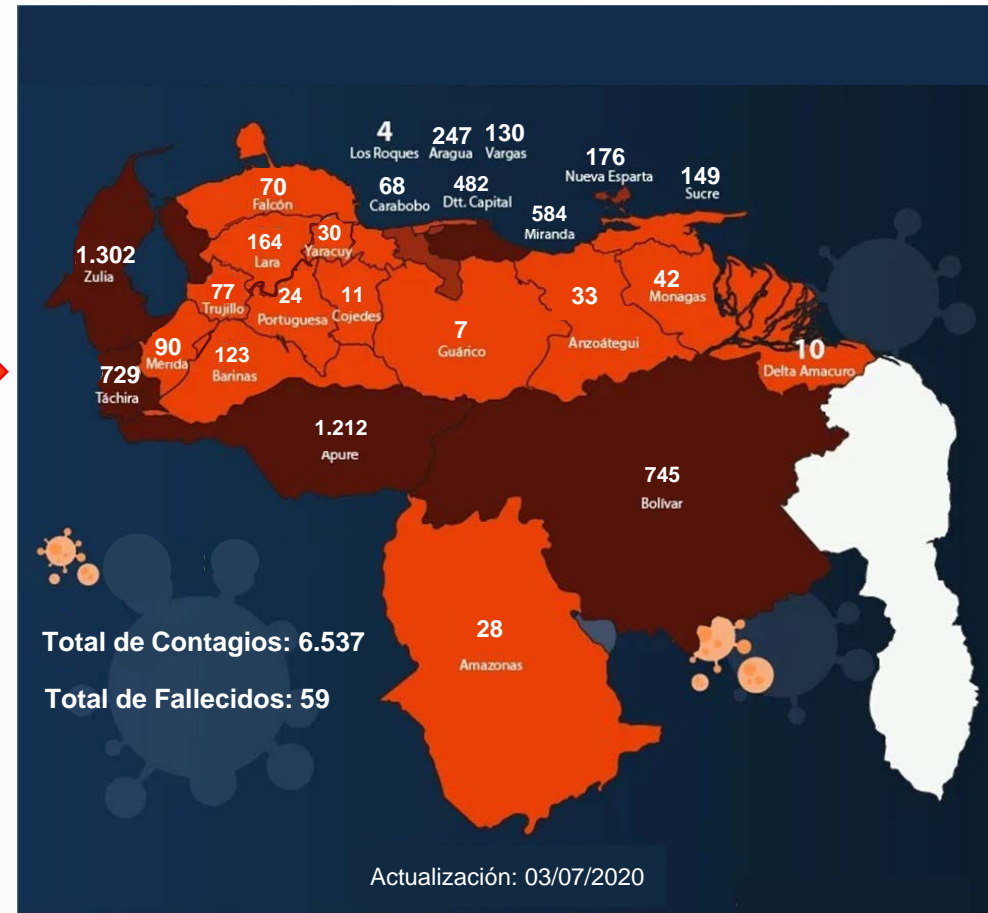 4
Los Roques
247
Aragua
130
Vargas
176
Nueva Esparta
149
Sucre
70
Falcón
68
Carabobo
482
Dtt. Capital
584
Miranda
1.302
Zulia
164
Lara
30
Yaracuy
77
Trujillo
24
Portuguesa
11
Cojedes
7
Guárico
33
Anzoátegui
42
Monagas
90
Merida
123
Barinas
10
Delta Amacuro
729
Táchira
1.212
Apure
745
Bolívar
28
Amazonas
Total de Contagios: 6.537
Total de Fallecidos: 59
Actualización: 03/07/2020